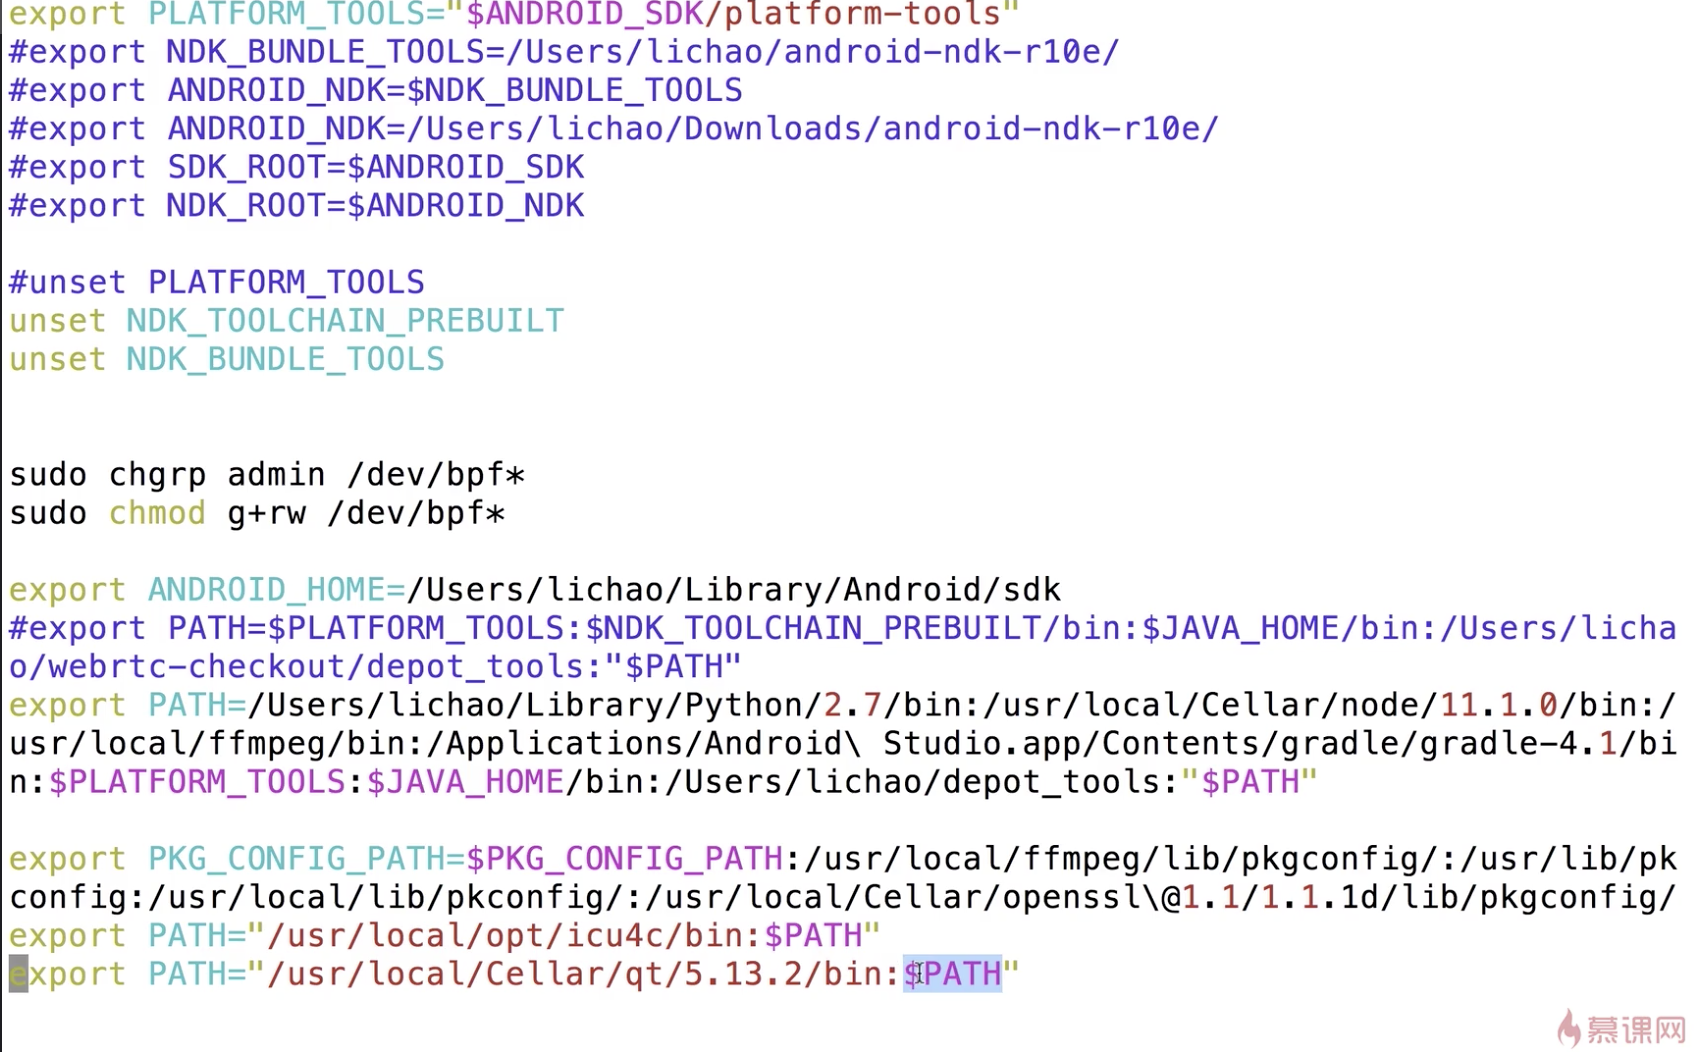 export PLATFORM_TOOLS="$ANDROID_SDK/platform-tools"
#export NDK_BUNDLE_TOOLS=/Users/lichao/android-ndk-r10e/
#export ANDROID_NDK=$NDK_BUNDLE_TOOLS
#export ANDROID_NDK=/Users/lichao/Downloads/android-ndk-r10e/
#export SDK_ROOT=$ANDROID_SDK
#export NDK_ROOT=$ANDROID_NDK
#unset PLATFORM_TOOLS
unset NDK_TOOLCHAIN_PREBUILT
unset NDK_BUNDLE_TOOLS
sudo chgrp admin /dev/bpf*
sudo chmod g+rw /dev/bpf*
export ANDROID_HOME=/Users/lichao/Library/Android/sdk
#export PATH=$PLATFORM_TOOLS:$NDK_TOOLCHAIN_PREBUILT/bin:$JAVA_HOME/bin:/Users/licha
o/webrtc-checkout/depot_tools:"$PATH"
export PATH=/Users/lichao/Library/Python/2.7/bin:/usr/local/Cellar/node/11.1.0/bin:/
usr/local/ffmpeg/bin:/Applications/Android\ Studio.app/Contents/gradle/gradle-4.1/bi
n:$PLATFORM_TOOLS:$JAVA_HOME/bin:/Users/lichao/depot_tools:"$PATH"
export PKG_CONFIG_PATH=$PKG_CONFIG_PATH:/usr/local/ffmpeg/lib/pkgconfig/:/usr/lib/pk
config:/usr/local/lib/pkconfig/:/usr/local/Cellar/openssl\@1.1/1.1.1d/lib/pkgconfig/
export PATH="/usr/local/opt/icu4c/bin:$PATH"
export PATH="/usr/local/Cellar/qt/5.13.2/bin:$PATH"
慕课网